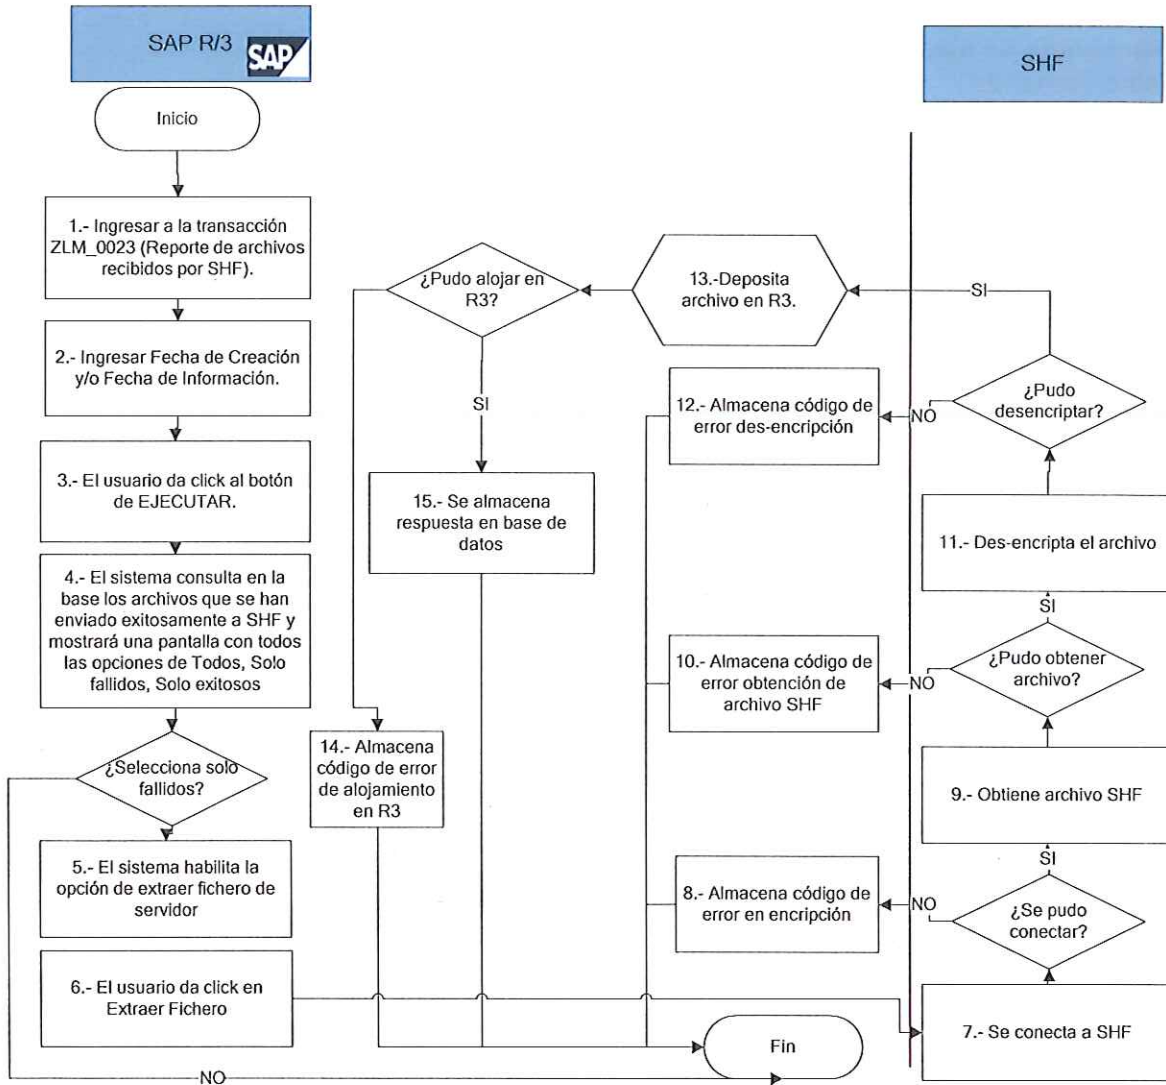 SAP R/3
SAP
SHF
Inicio
1.- Ingresar a la transacción
ZLM_0023 (Reporte de archivos
recibidos por SHF).
2.- Ingresar Fecha de Creación
y/o Fecha de Información.
3.- El usuario da click al botón
de EJECUTAR.
4.- El sistema consulta en la
base los archivos que se han
enviado exitosamente a SHF y
mostrará una pantalla con todos
las opciones de Todos, Solo
fallidos, Solo exitosos
¿Selecciona solo
fallidos?
5.- El sistema habilita la
opción de extraer fichero de
servidor
6.- El usuario da click en
Extraer Fichero
NO
¿Pudo alojar en
R3?
SI
15.- Se almacena
respuesta en base de
datos
14.- Almacena
código de error
de alojamiento
en R3
13.-Deposita
archivo en R3.
12.- Almacena código de
error des-encripción
10.- Almacena código de
error obtención de
archivo SHF
8.- Almacena código de
error en encripción
Fin
SI
¿Pudo
desencriptar?
NO
11.- Des-encripta el archivo
SI
¿Pudo obtener
archivo?
NO
9.- Obtiene archivo SHF
SI
¿Se pudo
conectar?
NO
7.- Se conecta a SHF